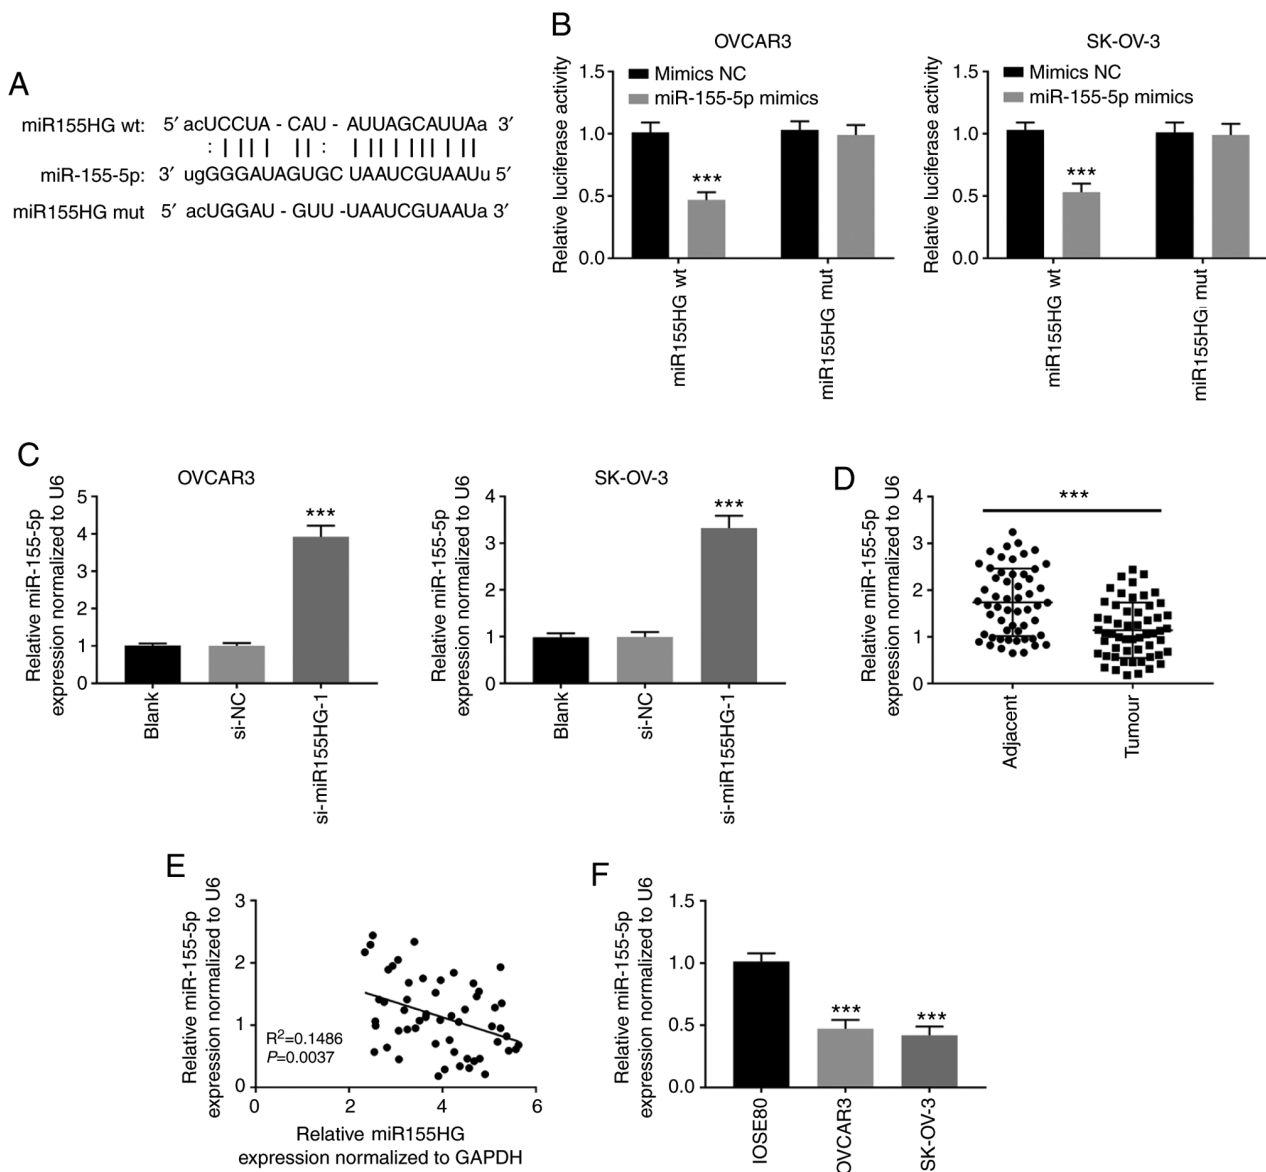 A
miR155HG wt: 5′ acUCCUA - CAU - AUUAGCAUUAa 3′
: | ||| | || : | || | ||| | ||
miR-155-5p: 3′ ugGGGAUAGUGC UAAUCGUAAUu 5′
miR155HG mut 5′ acUGGAU - GUU -UAAUCGUAAUa 3′
B
OVCAR3
Relative luciferase activity
1.5
1.0
0.5
0.0
Mimics NC
miR-155-5p mimics
***
miR155HG wt
miR155HG mut
SK-OV-3
Relative luciferase activity
1.5
1.0
0.5
0.0
Mimics NC
miR-155-5p mimics
***
miR155HG wt
miR155HG mut
C
OVCAR3
Relative miR-155-5p
expression normalized to U6
5
4
3
2
1
0
***
Blank
si-NC
si-miR155HG-1
SK-OV-3
Relative miR-155-5p
expression normalized to U6
4
3
2
1
0
***
Blank
si-NC
si-miR155HG-1
D
Relative miR-155-5p
expression normalized to U6
4
3
2
1
0
***
Adjacent
Tumour
E
Relative miR-155-5p
expression normalized to U6
3
2
1
0
R²=0.1486
P=0.0037
0
2
4
6
Relative miR155HG
expression normalized to GAPDH
F
Relative miR-155-5p
expression normalized to U6
1.5
1.0
0.5
0.0
***
***
IOSE80
OVCAR3
SK-OV-3